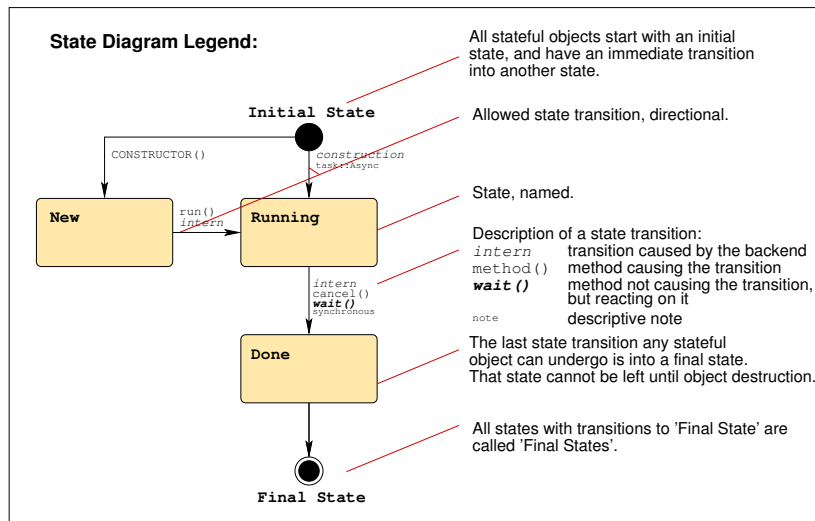 State Diagram Legend:
All stateful objects start with an initial
state, and have an immediate transition
into another state.
Initial State
Allowed state transition, directional.
CONSTRUCTOR()
construction
task::Async
New
run()
intern
Running
State, named.
Description of a state transition:
intern transition caused by the backend
method() method causing the transition
wait() method not causing the transition,
but reacting on it
note descriptive note
intern
cancel()
wait()
synchronous
Done
The last state transition any stateful
object can undergo is into a final state.
That state cannot be left until object destruction.
All states with transitions to 'Final State' are
called 'Final States'.
Final State